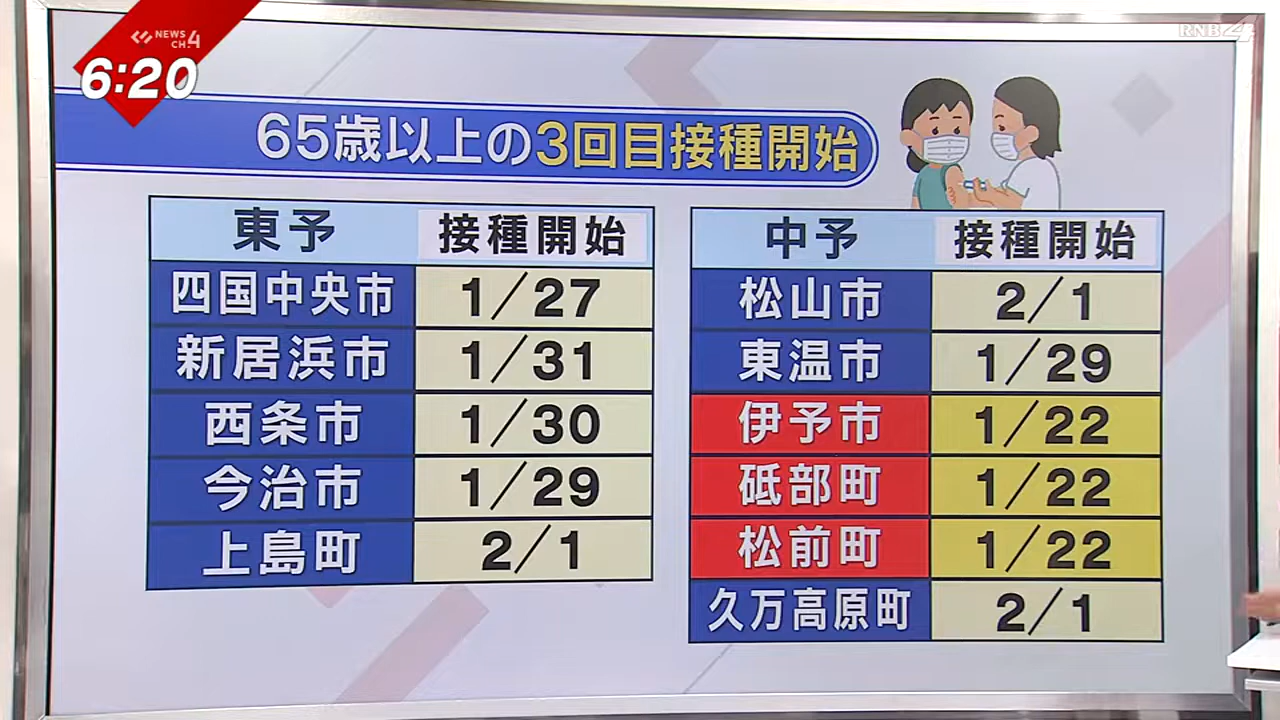 NEWS
CH.4
6:20
RNB4
65歳以上の3回目接種開始
東予 接種開始
四国中央市 1/27
新居浜市 1/31
西条市 1/30
今治市 1/29
上島町 2/1
中予 接種開始
松山市 2/1
東温市 1/29
伊予市 1/22
砥部町 1/22
松前町 1/22
久万高原町 2/1